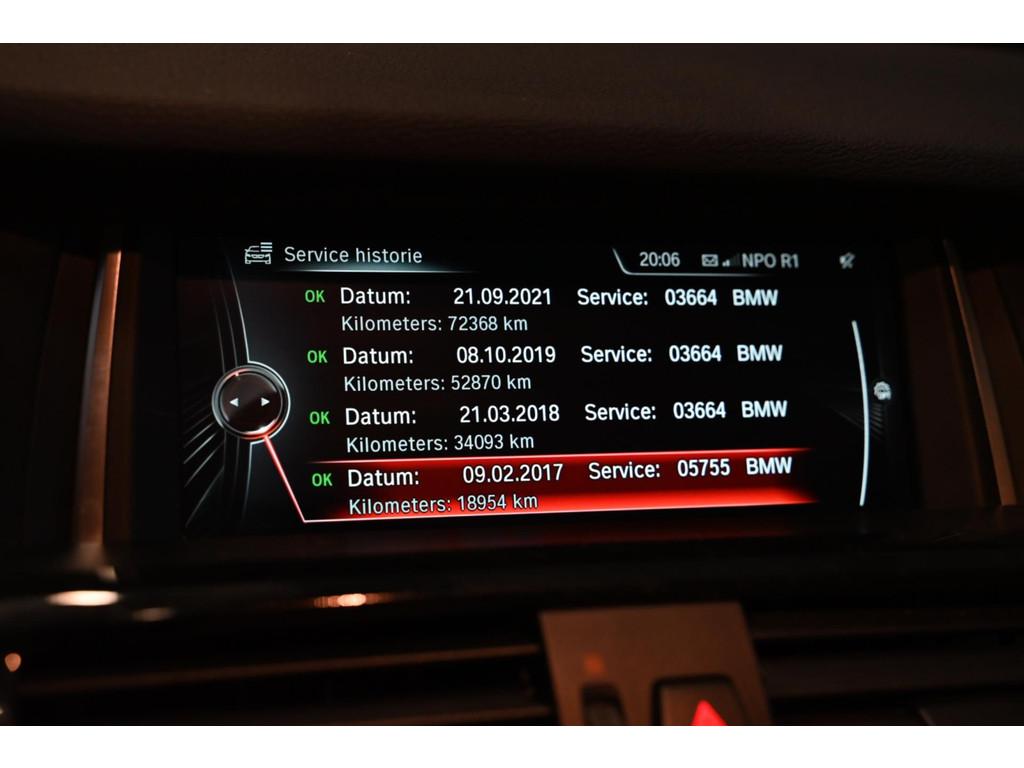 Service historie
20:06 NPO R1
OK Datum: 21.09.2021 Service: 03664 BMW
Kilometers: 72368 km
OK Datum: 08.10.2019 Service: 03664 BMW
Kilometers: 52870 km
OK Datum: 21.03.2018 Service: 03664 BMW
Kilometers: 34093 km
OK Datum: 09.02.2017 Service: 05755 BMW
Kilometers: 18954 km